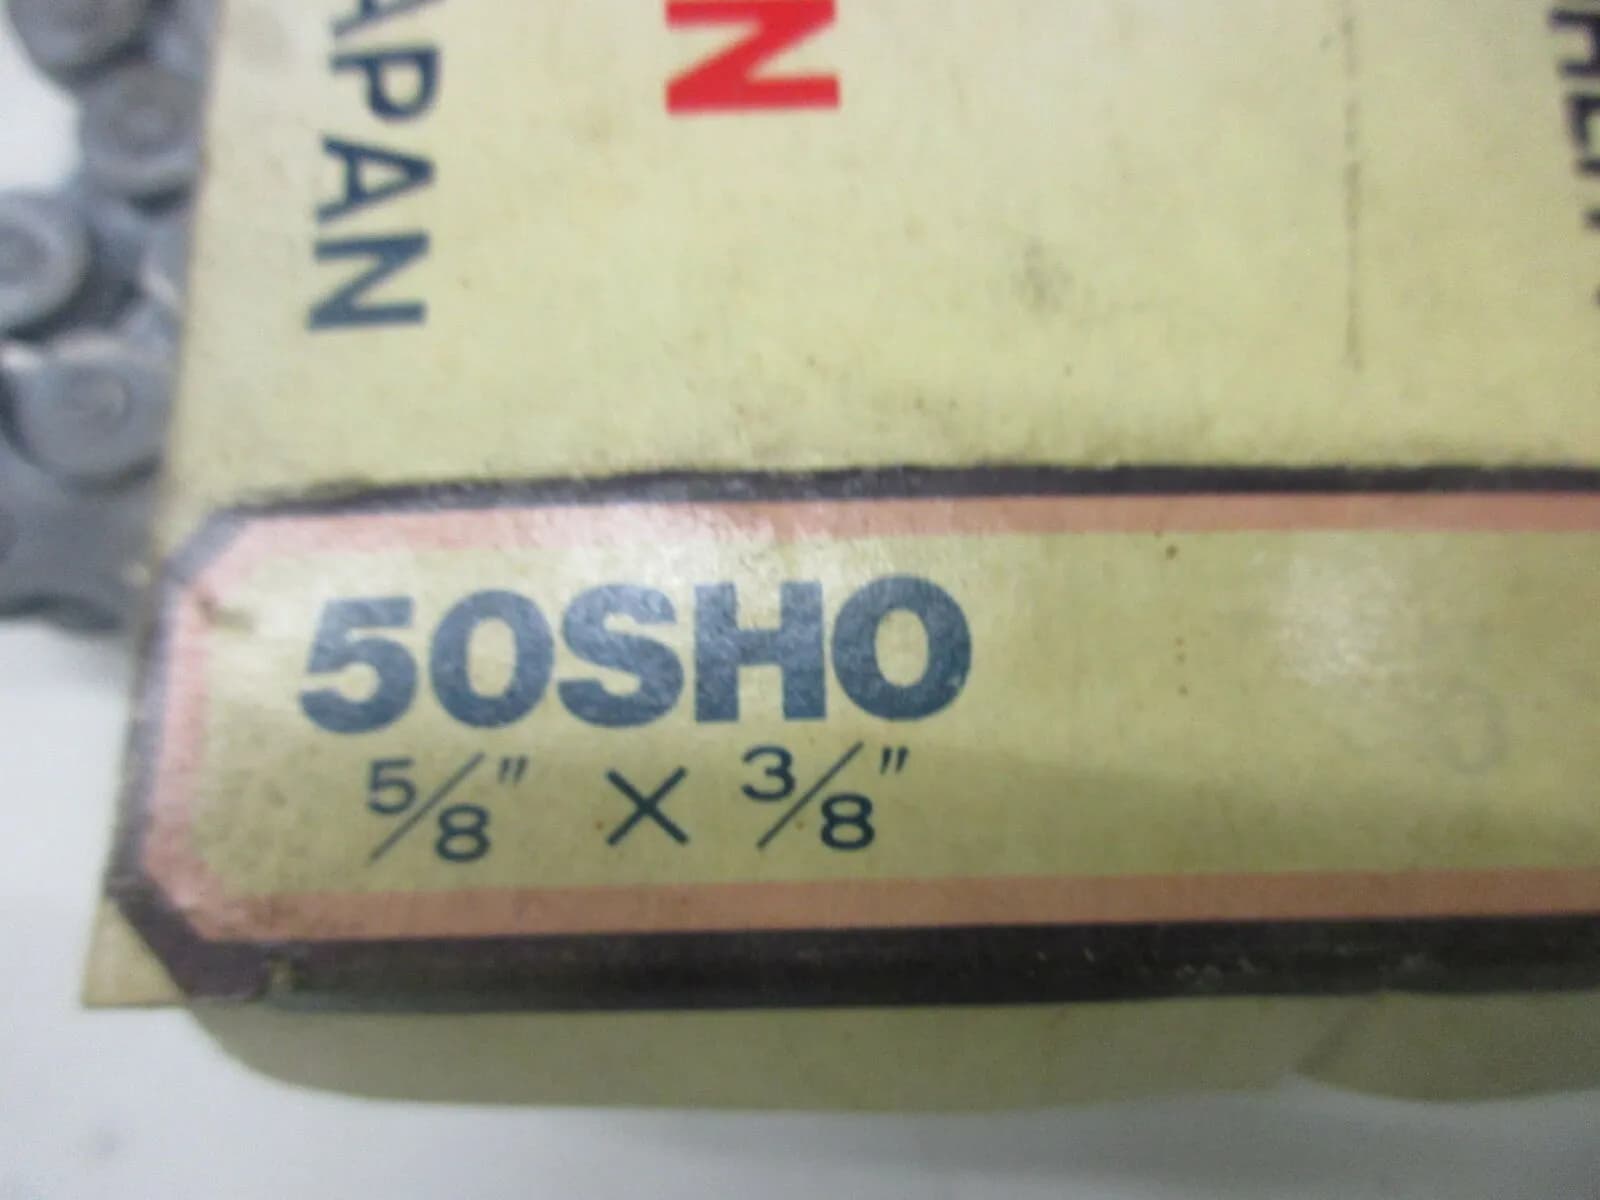 APAN
N
50SHO
5/8" × 3/8"